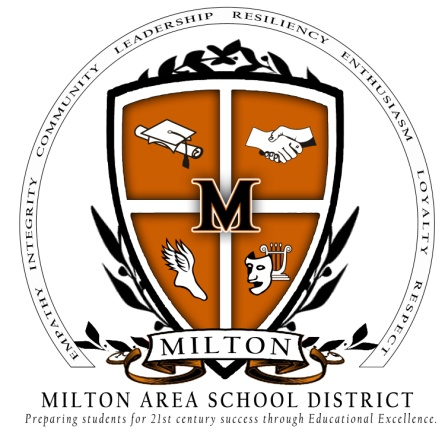 EMPATHY INTEGRITY COMMUNITY LEADERSHIP RESILIENCY ENTHUSIASM LOYALTY RESPECT
M
MILTON
MILTON AREA SCHOOL DISTRICT
Preparing students for 21st century success through Educational Excellence.